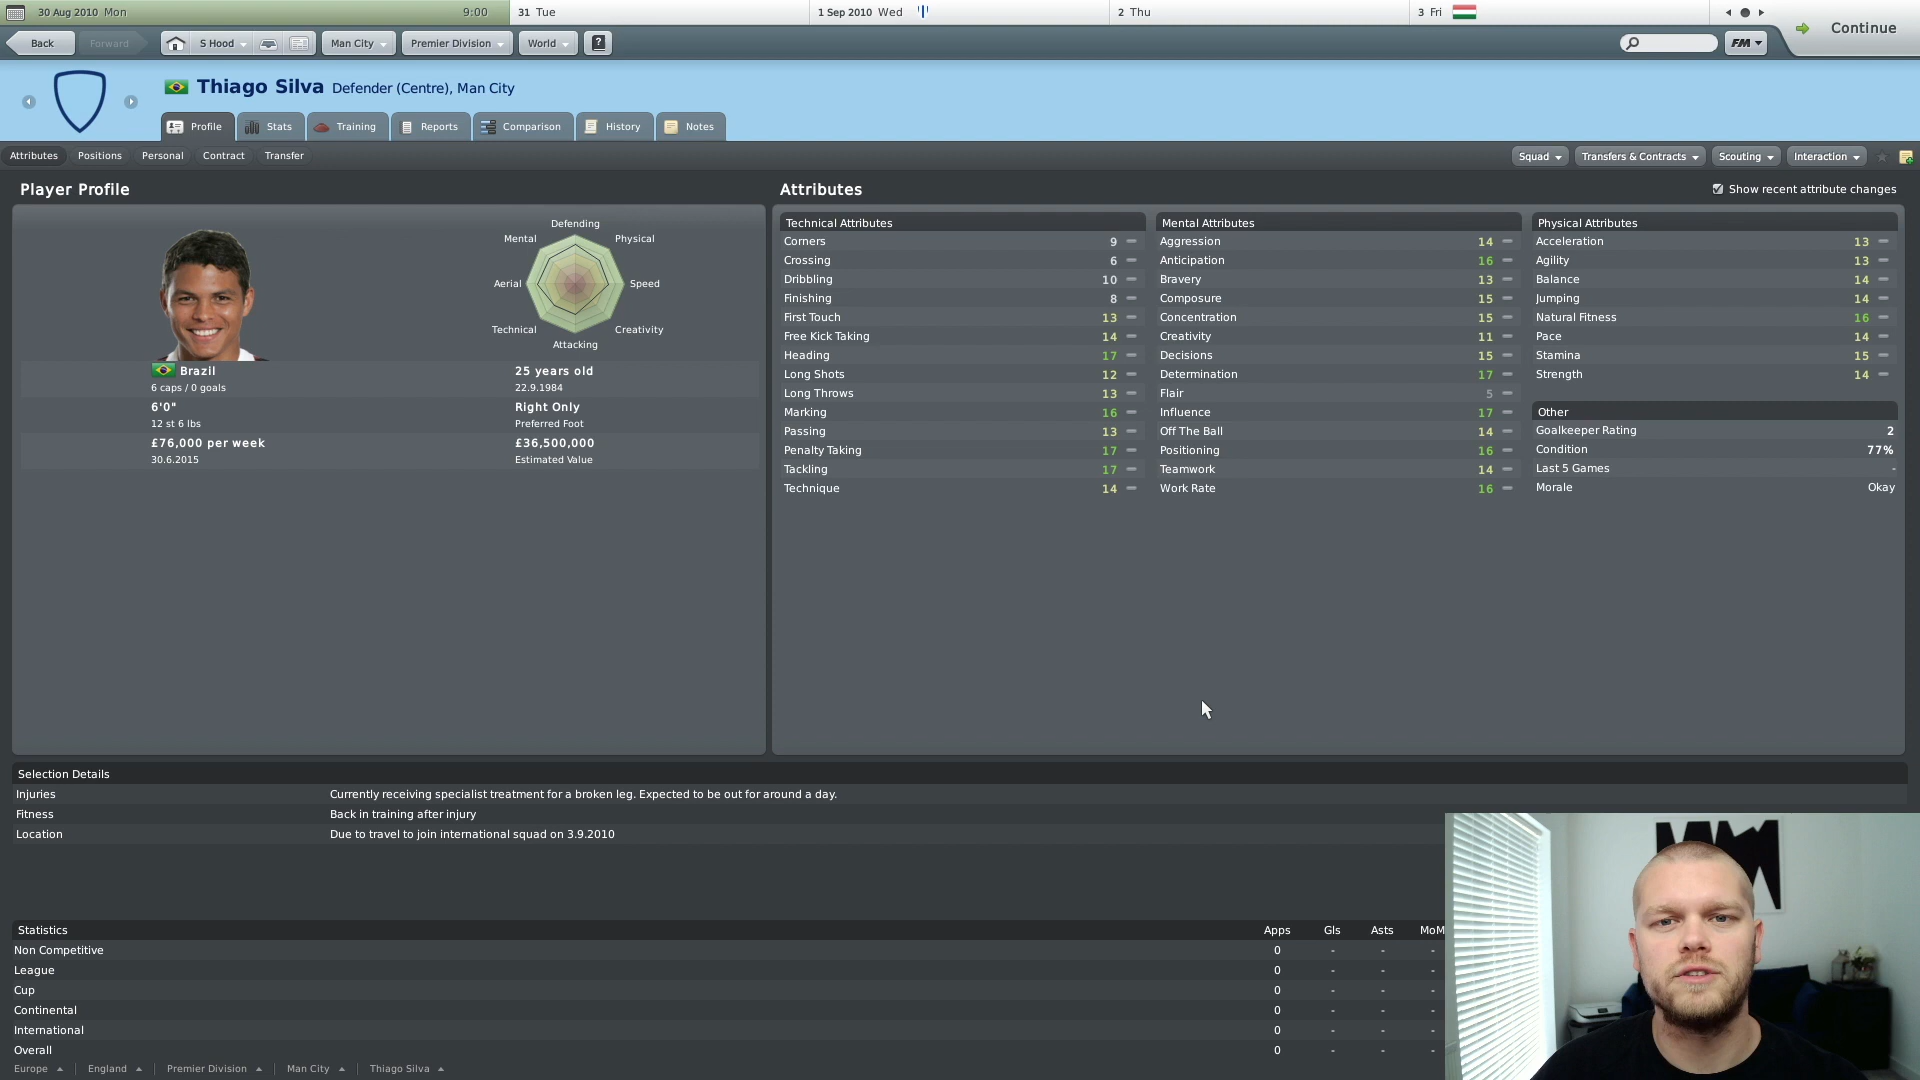 30 Aug 2010 Mon 9:00 31 Tue 1 Sep 2010 Wed 2 Thu 3 Fri Continue
Back Forward S Hood Man City Premier Division World ? FM
Thiago Silva Defender (Centre), Man City
Profile Stats Training Reports Comparison History Notes
Attributes Positions Personal Contract Transfer Squad Transfers & Contracts Scouting Interaction
Player Profile
Defending
Mental Physical
Aerial Speed
Technical Creativity
Attacking
Brazil 25 years old
6 caps / 0 goals 22.9.1984
6'0" Right Only
12 st 6 lbs Preferred Foot
£76,000 per week £36,500,000
30.6.2015 Estimated Value
Attributes Show recent attribute changes
Technical Attributes
Corners 9
Crossing 6
Dribbling 10
Finishing 8
First Touch 13
Free Kick Taking 14
Heading 17
Long Shots 12
Long Throws 13
Marking 16
Passing 13
Penalty Taking 17
Tackling 17
Technique 14
Mental Attributes
Aggression 14
Anticipation 16
Bravery 13
Composure 15
Concentration 15
Creativity 11
Decisions 15
Determination 17
Flair 5
Influence 17
Off The Ball 14
Positioning 16
Teamwork 14
Work Rate 16
Physical Attributes
Acceleration 13
Agility 13
Balance 14
Jumping 14
Natural Fitness 16
Pace 14
Stamina 15
Strength 14
Other
Goalkeeper Rating 2
Condition 77%
Last 5 Games -
Morale Okay
Selection Details
Injuries Currently receiving specialist treatment for a broken leg. Expected to be out for around a day.
Fitness Back in training after injury
Location Due to travel to join international squad on 3.9.2010
Statistics Apps Gls Asts MoM
Non Competitive 0 - - -
League 0 - - -
Cup 0 - - -
Continental 0 - - -
International 0 - - -
Overall 0 - - -
Europe England Premier Division Man City Thiago Silva